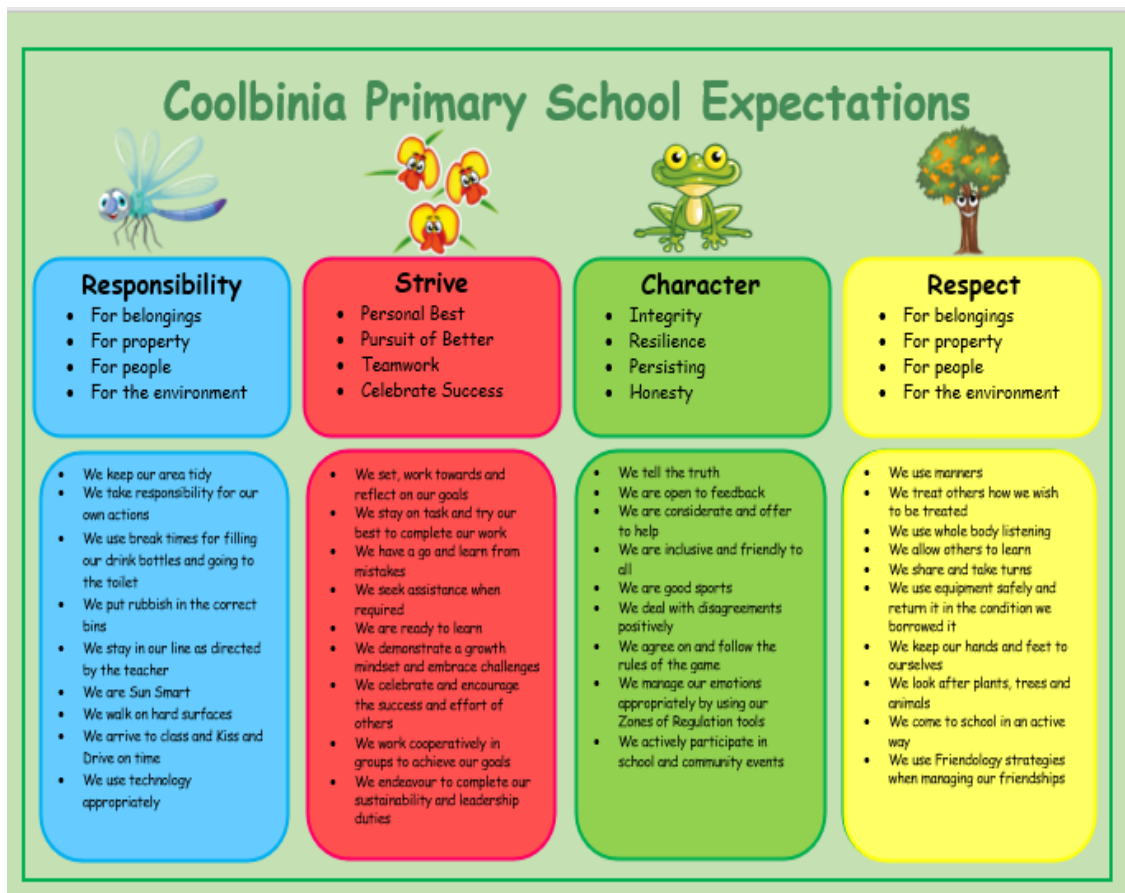 Coolbinia Primary School Expectations
Responsibility
• For belongings
• For property
• For people
• For the environment
Strive
• Personal Best
• Pursuit of Better
• Teamwork
• Celebrate Success
Character
• Integrity
• Resilience
• Persisting
• Honesty
Respect
• For belongings
• For property
• For people
• For the environment
• We keep our area tidy
• We take responsibility for our
own actions
• We use break times for filling
our drink bottles and going to
the toilet
• We put rubbish in the correct
bins
• We stay in our line as directed
by the teacher
• We are Sun Smart
• We walk on hard surfaces
• We arrive to class and Kiss and
Drive on time
• We use technology
appropriately
• We set, work towards and
reflect on our goals
• We stay on task and try our
best to complete our work
• We have a go and learn from
mistakes
• We seek assistance when
required
• We are ready to learn
• We demonstrate a growth
mindset and embrace challenges
• We celebrate and encourage
the success and effort of
others
• We work cooperatively in
groups to achieve our goals
• We endeavour to complete our
sustainability and leadership
duties
• We tell the truth
• We are open to feedback
• We are considerate and offer
to help
• We are inclusive and friendly to
all
• We are good sports
• We deal with disagreements
positively
• We agree on and follow the
rules of the game
• We manage our emotions
appropriately by using our
Zones of Regulation tools
• We actively participate in
school and community events
• We use manners
• We treat others how we wish
to be treated
• We use whole body listening
• We allow others to learn
• We share and take turns
• We use equipment safely and
return it in the condition we
borrowed it
• We keep our hands and feet to
ourselves
• We look after plants, trees and
animals
• We come to school in an active
way
• We use Friendology strategies
when managing our friendships